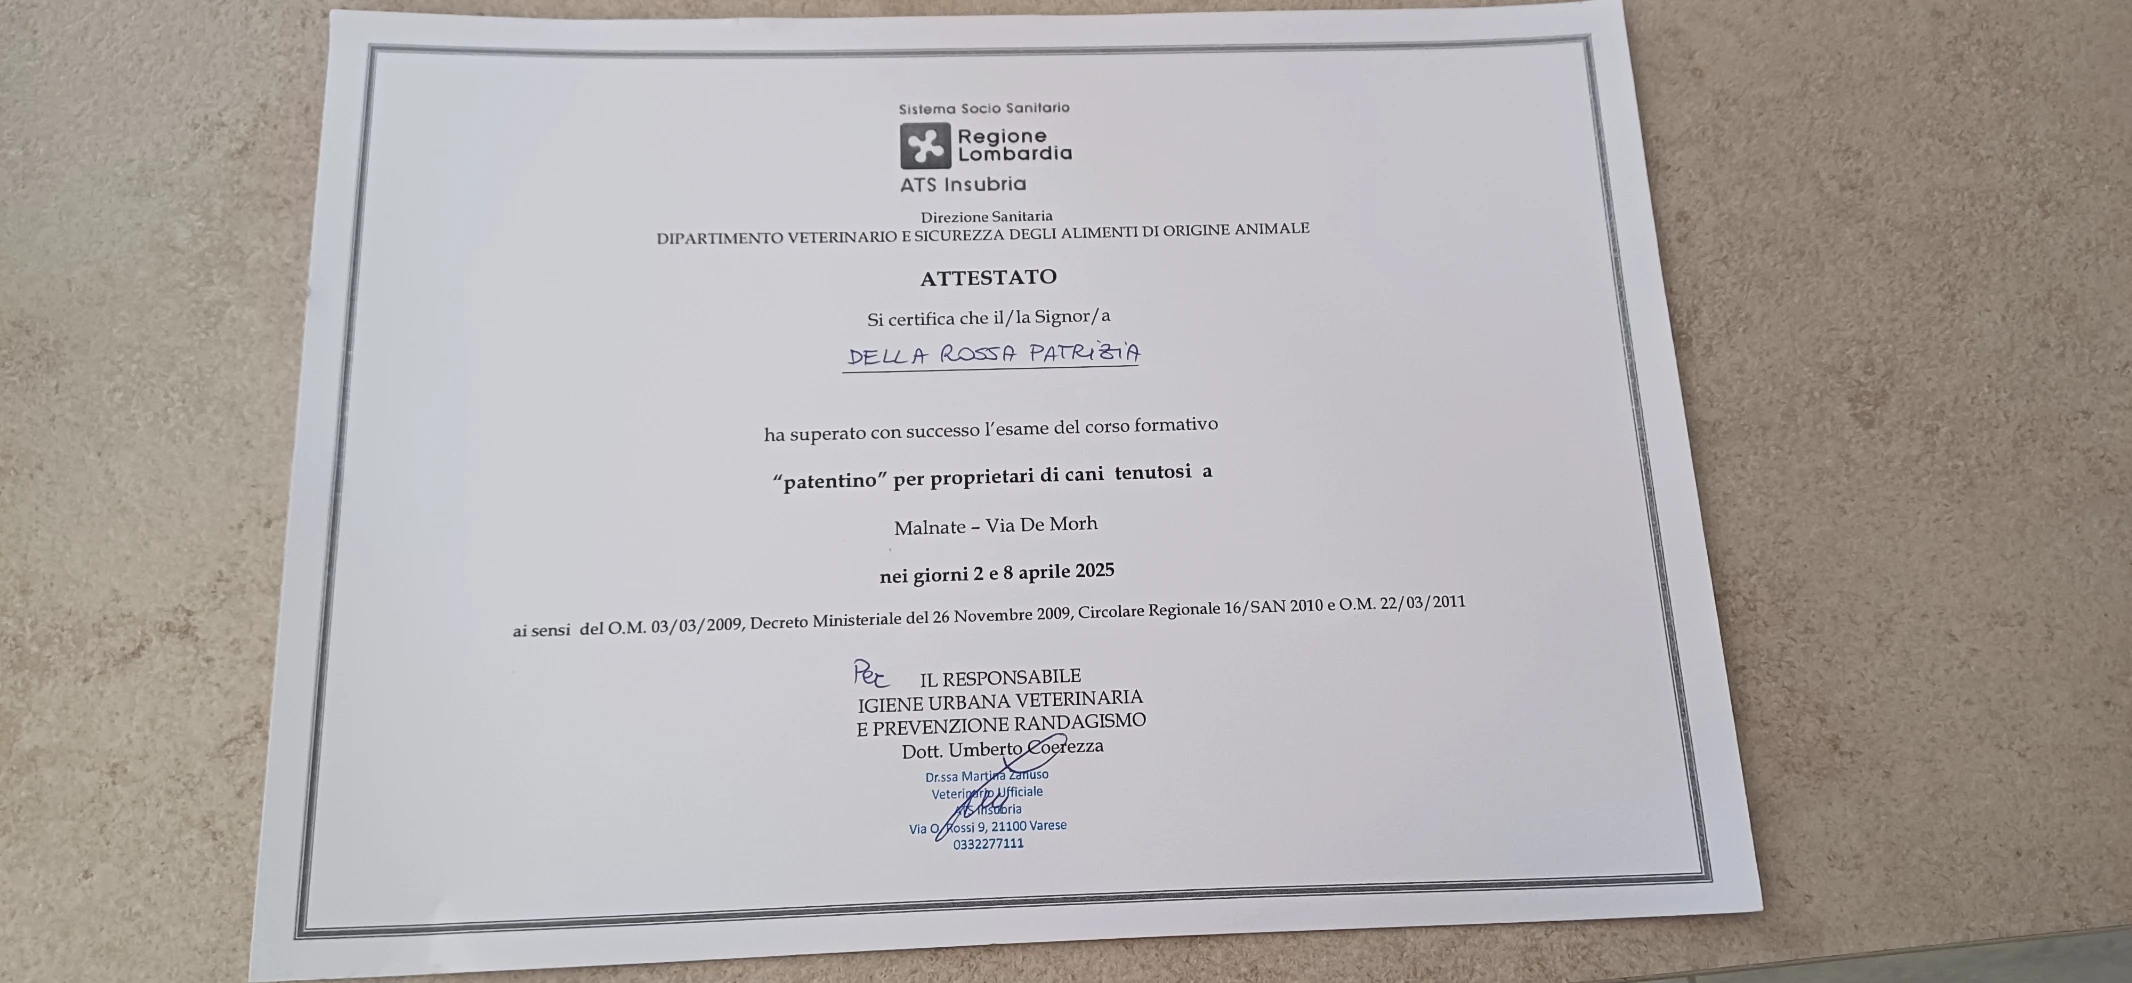 Sistema Socio Sanitario
Regione
Lombardia
ATS Insubria
Direzione Sanitaria
DIPARTIMENTO VETERINARIO E SICUREZZA DEGLI ALIMENTI DI ORIGINE ANIMALE
ATTESTATO
Si certifica che il/la Signor/a
DELLA ROSSA PATRIZIA
ha superato con successo l'esame del corso formativo
"patentino" per proprietari di cani tenutosi a
Malnate – Via De Morh
nei giorni 2 e 8 aprile 2025
ai sensi del O.M. 03/03/2009, Decreto Ministeriale del 26 Novembre 2009, Circolare Regionale 16/SAN 2010 e O.M. 22/03/2011
Per IL RESPONSABILE
IGIENE URBANA VETERINARIA
E PREVENZIONE RANDAGISMO
Dott. Umberto Coerezza
Dr.ssa Martina
Veterinario Ufficiale
ATS Insubria
Via O. Rossi 9, 21100 Varese
0332277111